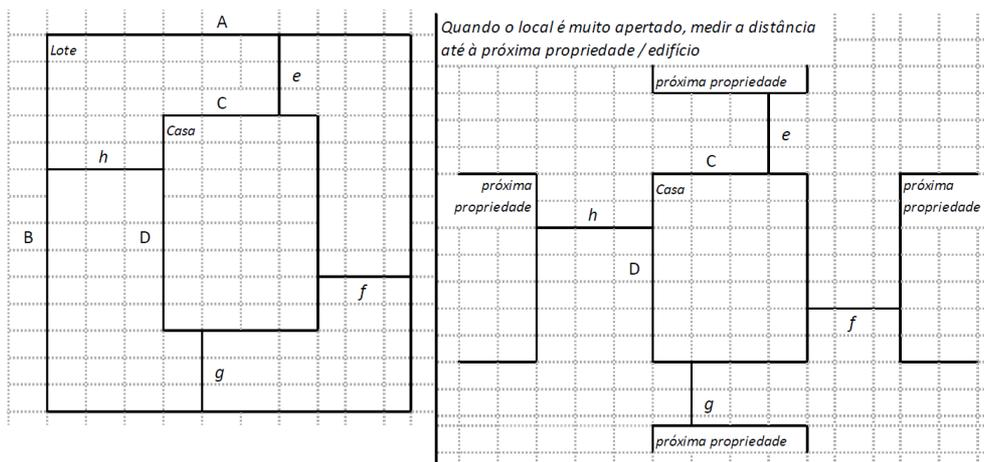 A
Lote
e
C
Casa
h
B
D
f
g
Quando o local é muito apertado, medir a distância
até à próxima propriedade / edifício
próxima propriedade
e
C
próxima
propriedade
Casa
próxima
propriedade
h
D
f
g
próxima propriedade